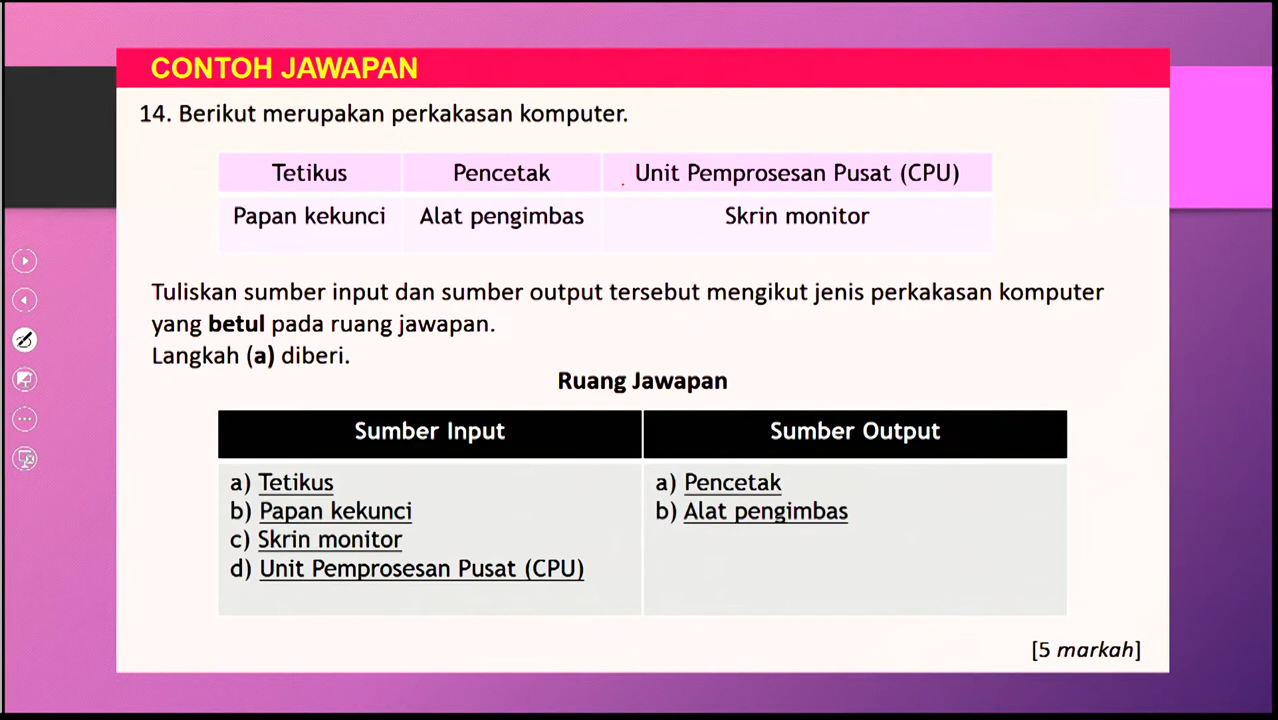 CONTOH JAWAPAN
14. Berikut merupakan perkakasan komputer.
Tetikus Pencetak Unit Pemprosesan Pusat (CPU)
Papan kekunci Alat pengimbas Skrin monitor
Tuliskan sumber input dan sumber output tersebut mengikut jenis perkakasan komputer
yang betul pada ruang jawapan.
Langkah (a) diberi.
Ruang Jawapan
Sumber Input Sumber Output
a) Tetikus a) Pencetak
b) Papan kekunci b) Alat pengimbas
c) Skrin monitor
d) Unit Pemprosesan Pusat (CPU)
[5 markah]